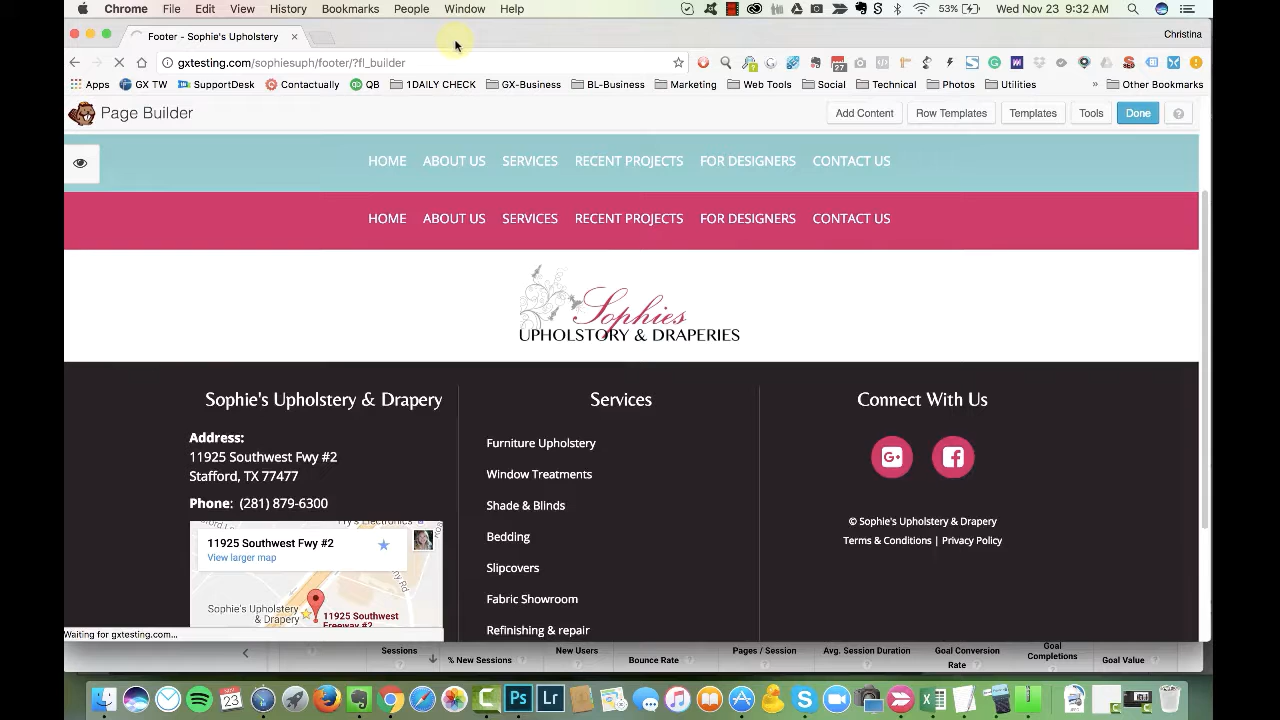 Chrome File Edit View History Bookmarks People Window Help 53% Wed Nov 23 9:32 AM
Footer - Sophie's Upholstery Christina
gxtesting.com/sophiesuph/footer/?fl_builder
GX TW SupportDesk Contactually QB 1DAILY CHECK GX-Business BL-Business Marketing Web Tools Social Technical Photos Utilities » Other Bookmarks
Page Builder Add Content Row Templates Templates Tools Done ?
HOME ABOUT US SERVICES RECENT PROJECTS FOR DESIGNERS CONTACT US
HOME ABOUT US SERVICES RECENT PROJECTS FOR DESIGNERS CONTACT US
Sophies
UPHOLSTORY & DRAPERIES
Sophie's Upholstery & Drapery
Address:
11925 Southwest Fwy #2
Stafford, TX 77477
Phone: (281) 879-6300
Fry's Electronics
11925 Southwest Fwy #2
View larger map
Sophie's Upholstery
& Drapery
11925 Southwest
Freeway #2
Services
Furniture Upholstery
Window Treatments
Shade & Blinds
Bedding
Slipcovers
Fabric Showroom
Refinishing & repair
Connect With Us
© Sophie's Upholstery & Drapery
Terms & Conditions | Privacy Policy
Waiting for gxtesting.com...
Sessions % New Sessions New Users Bounce Rate Pages / Session Avg. Session Duration Goal Conversion Rate Goal Completions Goal Value